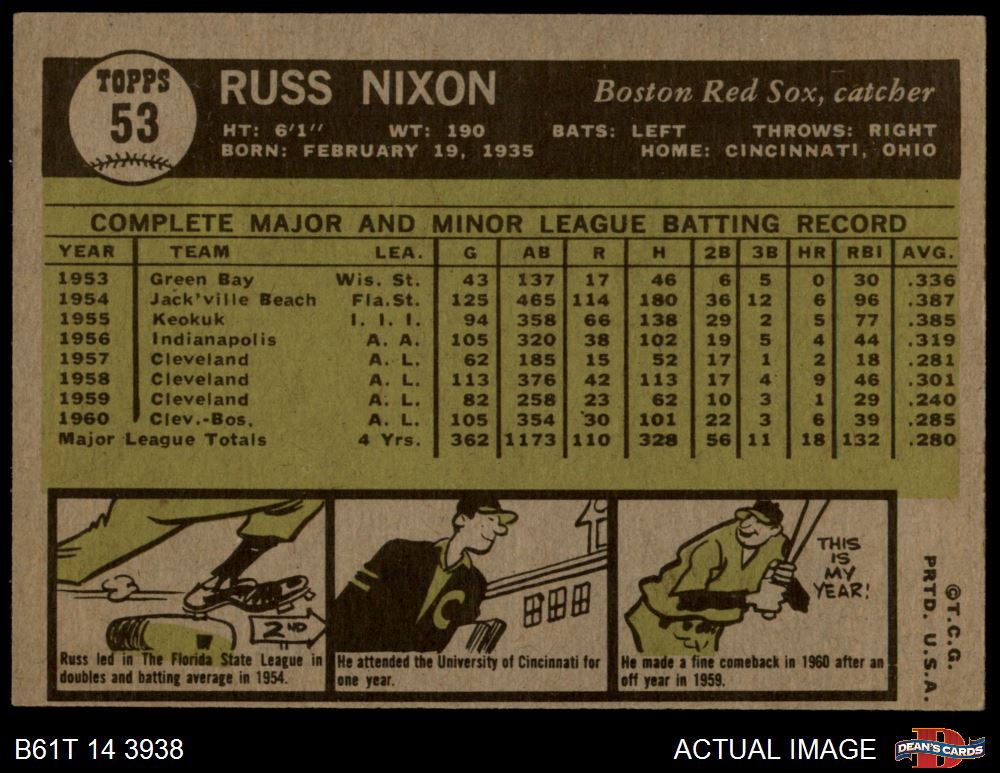 TOPPS
53
RUSS NIXON
Boston Red Sox, catcher
HT: 6'1" WT: 190 BATS: LEFT THROWS: RIGHT
BORN: FEBRUARY 19, 1935 HOME: CINCINNATI, OHIO
COMPLETE MAJOR AND MINOR LEAGUE BATTING RECORD
YEAR TEAM LEA. G AB R H 2B 3B HR RBI AVG.
1953 Green Bay Wis. St. 43 137 17 46 6 5 0 30 .336
1954 Jack'ville Beach Fla.St. 125 465 114 180 36 12 6 96 .387
1955 Keokuk I. I. I. 94 358 66 138 29 2 5 77 .385
1956 Indianapolis A. A. 105 320 38 102 19 5 4 44 .319
1957 Cleveland A. L. 62 185 15 52 17 1 2 18 .281
1958 Cleveland A. L. 113 376 42 113 17 4 9 46 .301
1959 Cleveland A. L. 82 258 23 62 10 3 1 29 .240
1960 Clev.-Bos. A. L. 105 354 30 101 22 3 6 39 .285
Major League Totals 4 Yrs. 362 1173 110 328 56 11 18 132 .280
2ND
Russ led in The Florida State League in
doubles and batting average in 1954.
C
He attended the University of Cincinnati for
one year.
THIS
IS
MY
YEAR!
He made a fine comeback in 1960 after an
off year in 1959.
©T.C.G.
PRTD. U.S.A.
B61T 14 3938
ACTUAL IMAGE
D
DEAN'S CARDS